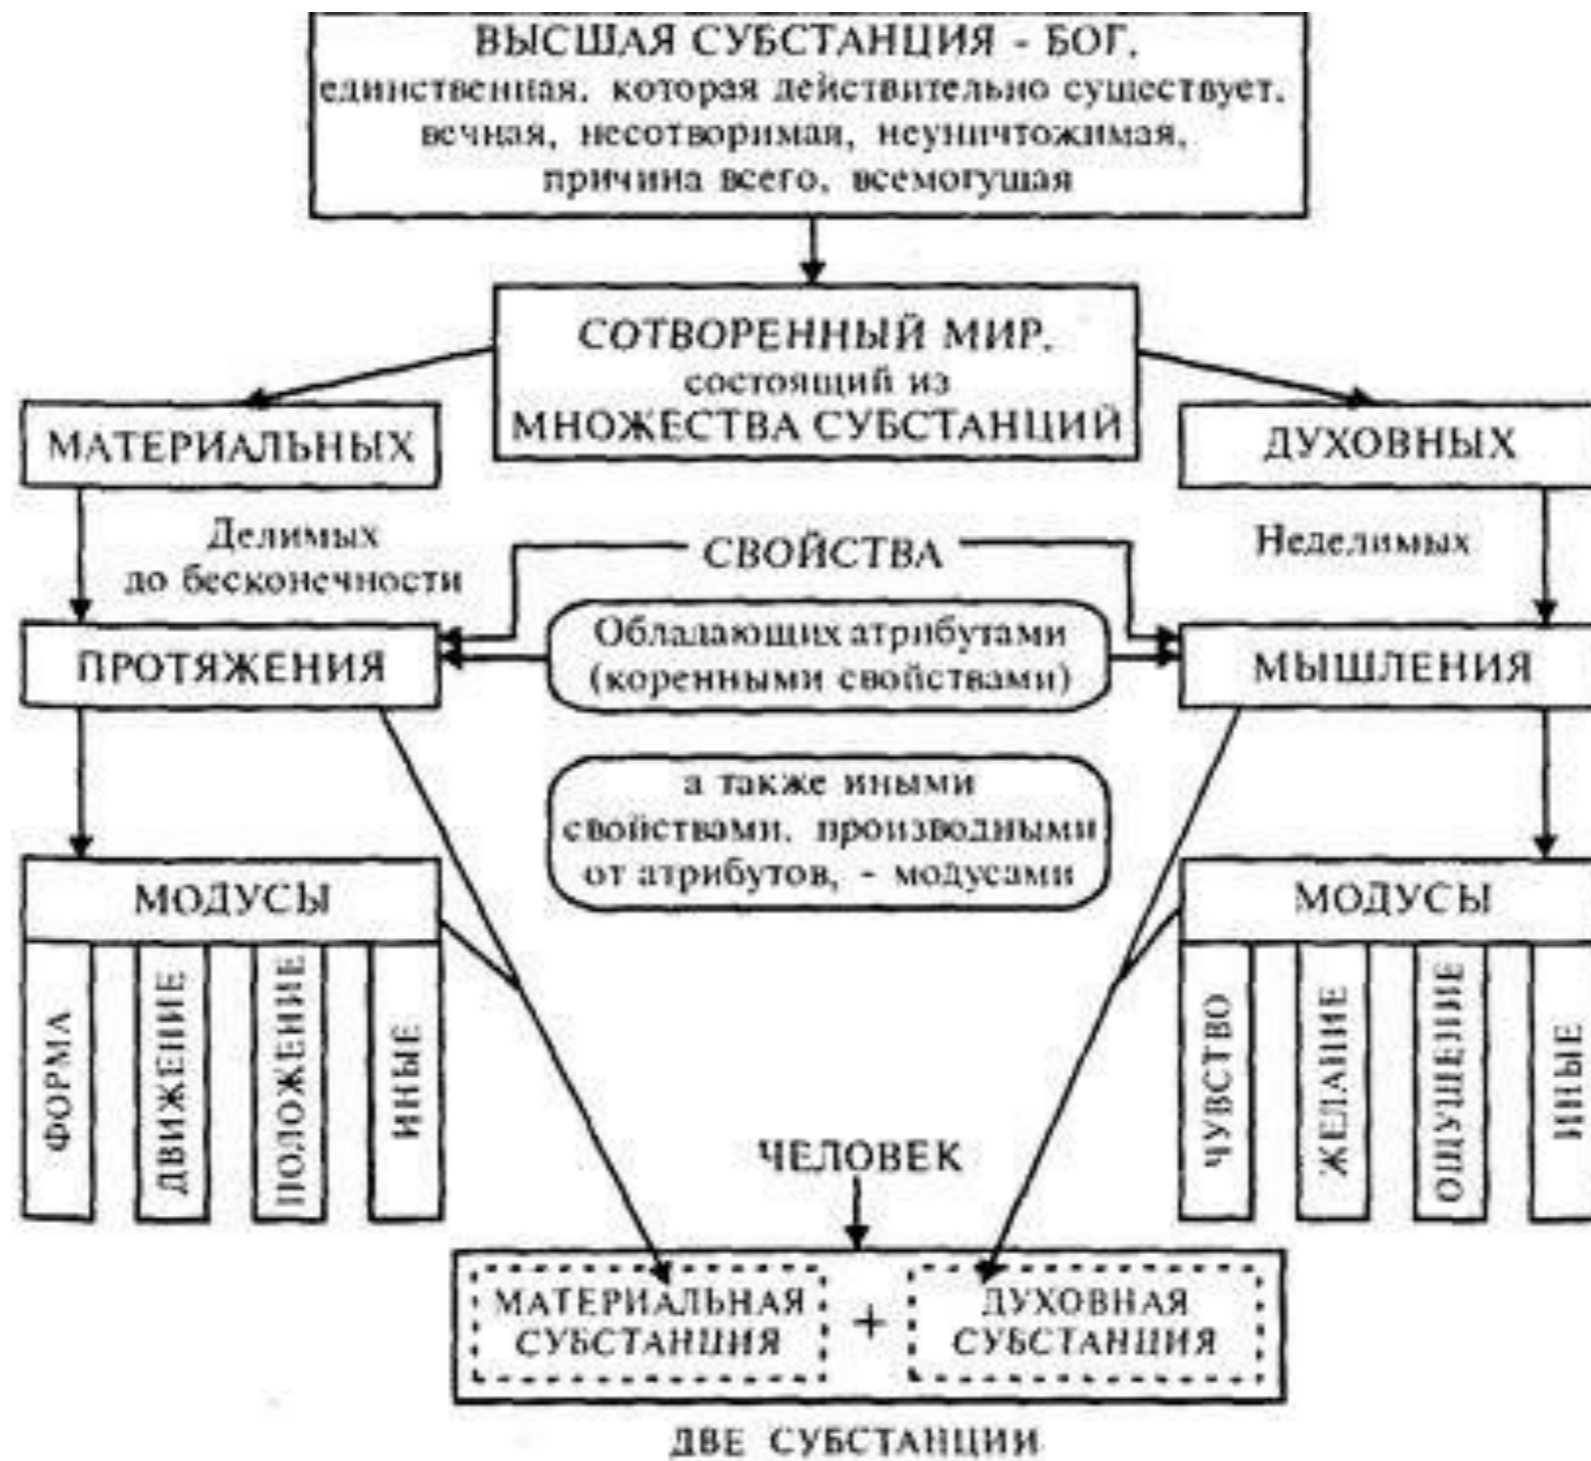 ВЫСШАЯ СУБСТАНЦИЯ - БОГ,
единственная, которая действительно существует,
вечная, несотворимая, неуничтожимая,
причина всего, всемогущая
СОТВОРЕННЫЙ МИР,
состоящий из
МНОЖЕСТВА СУБСТАНЦИЙ
МАТЕРИАЛЬНЫХ
ДУХОВНЫХ
Делимых
до бесконечности
СВОЙСТВА
Неделимых
ПРОТЯЖЕНИЯ
Обладающих атрибутами
(коренными свойствами)
МЫШЛЕНИЯ
а также иными
свойствами, производными
от атрибутов, - модусами
МОДУСЫ
ФОРМА
ДВИЖЕНИЕ
ПОЛОЖЕНИЕ
ИНЫЕ
МОДУСЫ
ЧУВСТВО
ЖЕЛАНИЕ
ОЩУЩЕНИЕ
ИНЫЕ
ЧЕЛОВЕК
МАТЕРИАЛЬНАЯ
СУБСТАНЦИЯ
+
ДУХОВНАЯ
СУБСТАНЦИЯ
ДВЕ СУБСТАНЦИИ